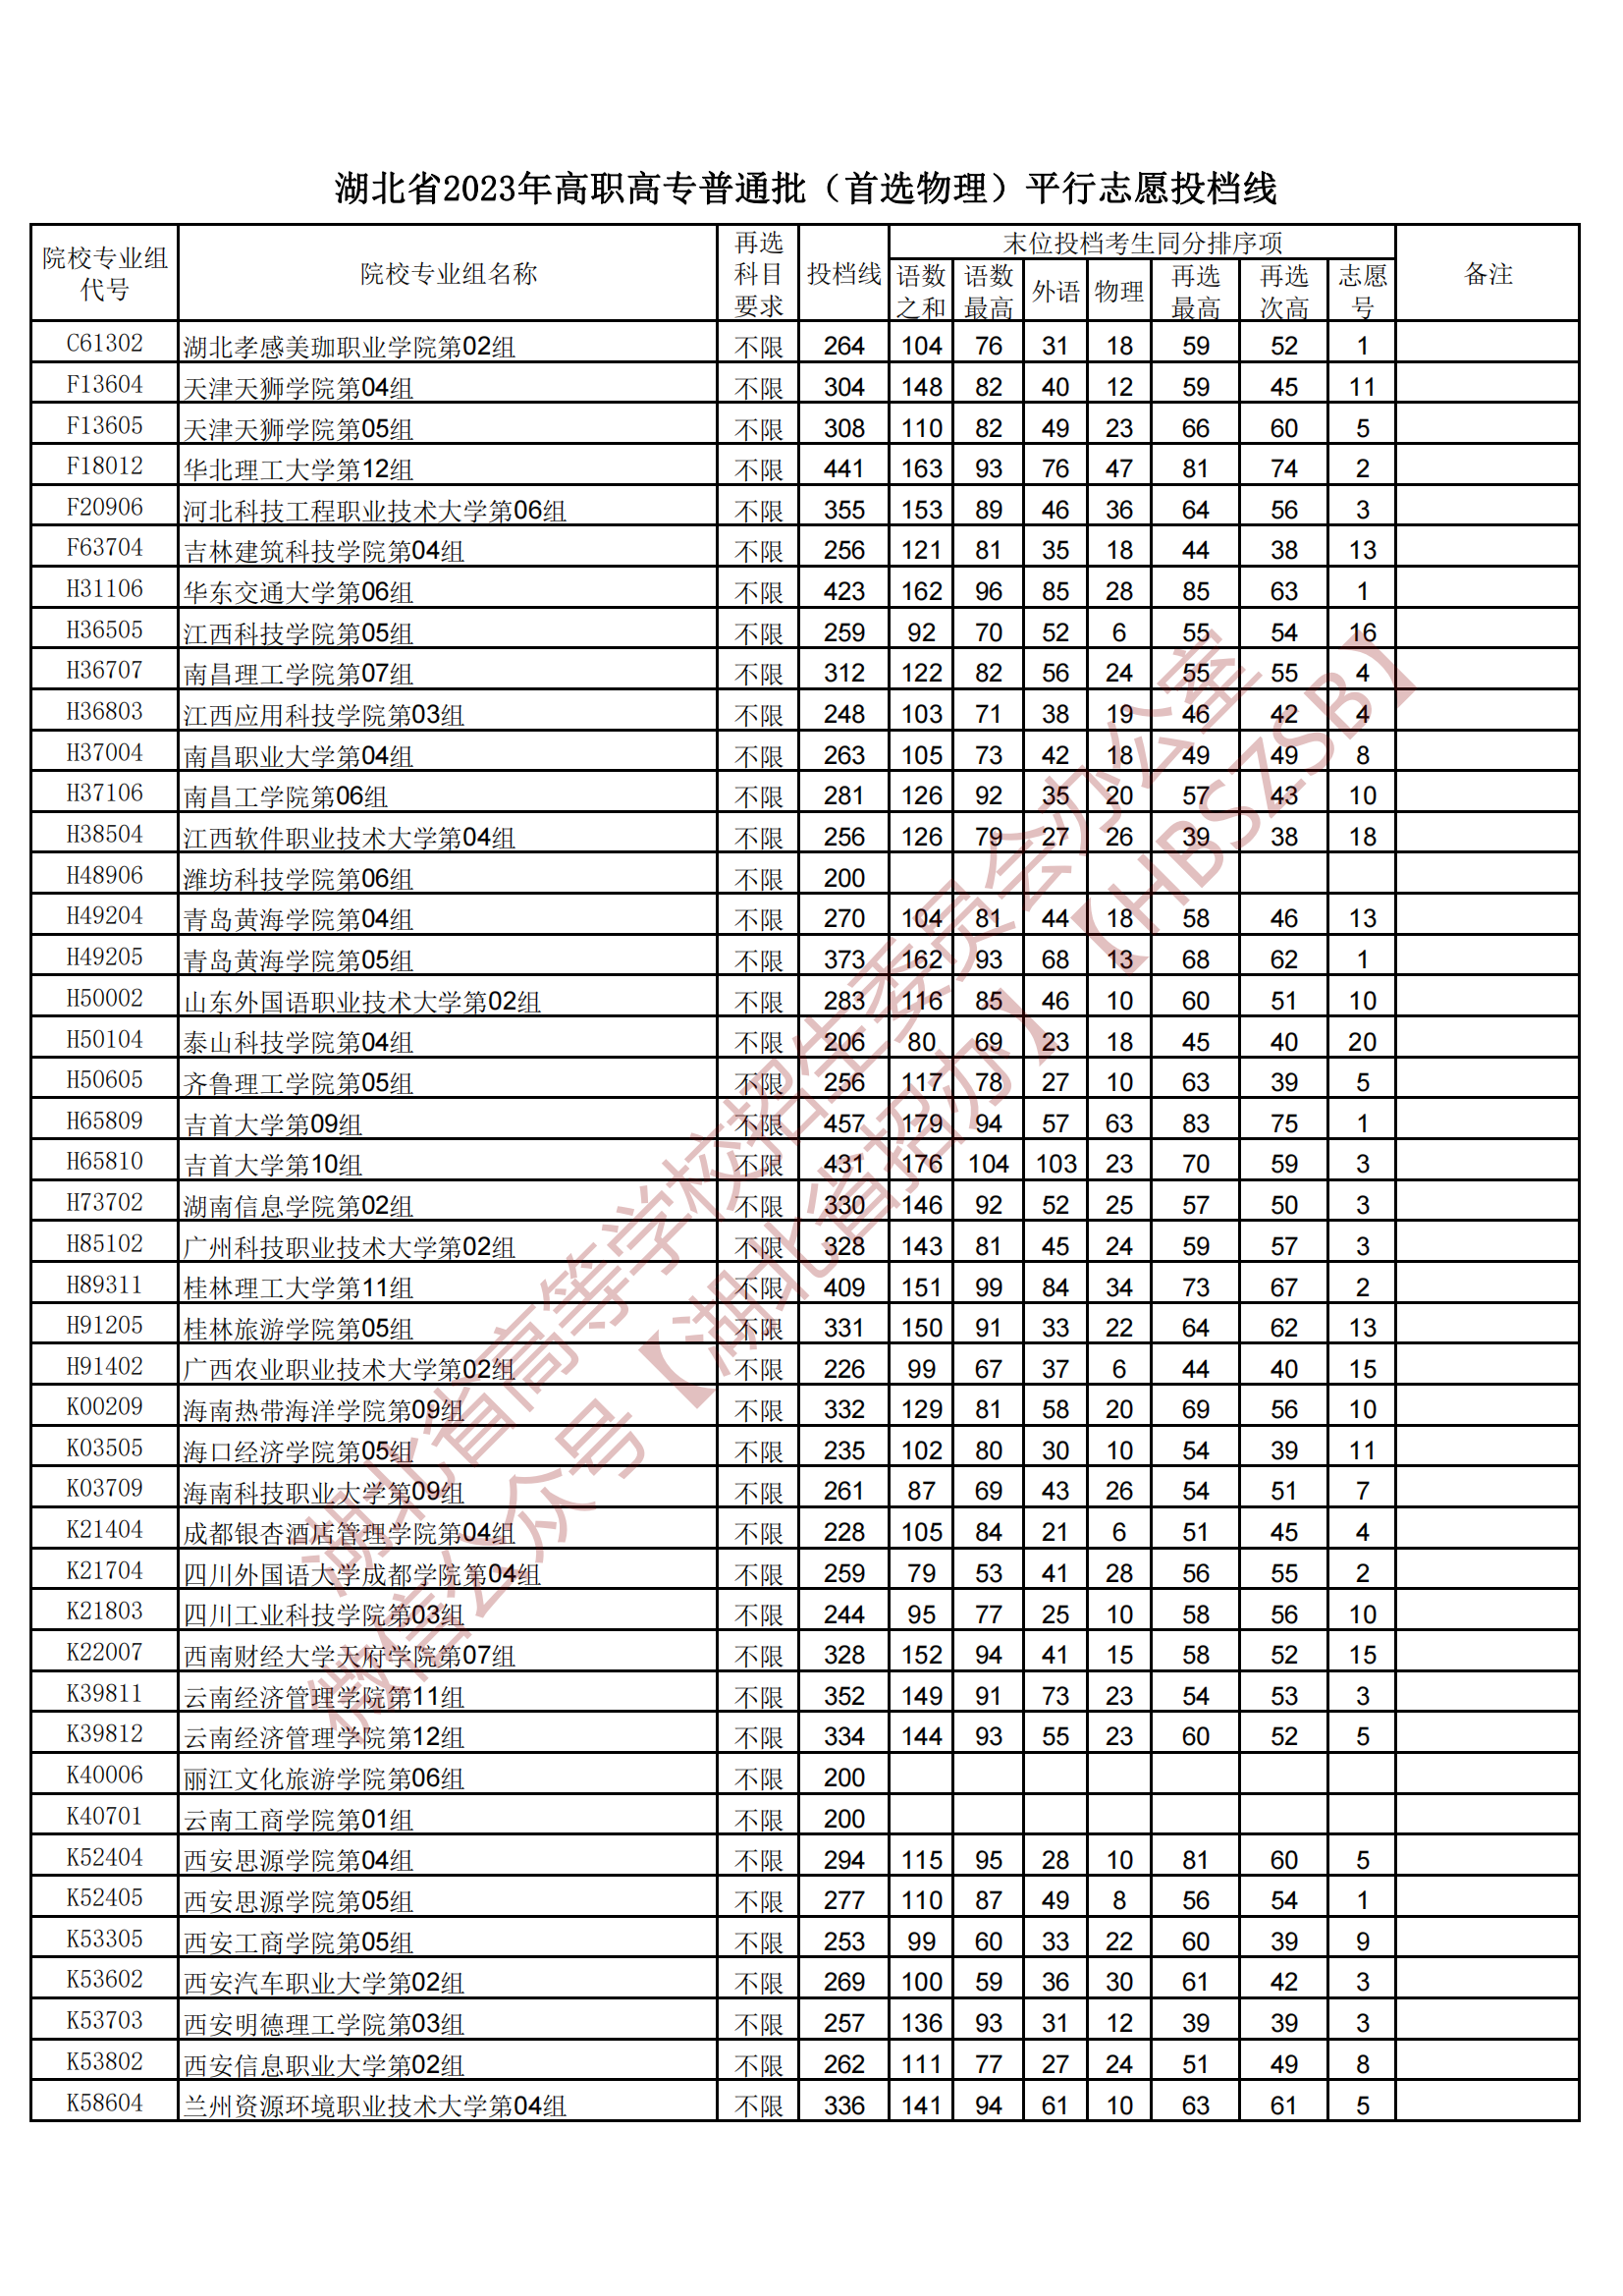 湖北省2023年高职高专普通批（首选物理）平行志愿投档线
院校专业组代号 院校专业组名称 再选科目要求 投档线 末位投档考生同分排序项 备注
语数之和 语数最高 外语 物理 再选最高 再选次高 志愿号
C61302 湖北孝感美珈职业学院第02组 不限 264 104 76 31 18 59 52 1
F13604 天津天狮学院第04组 不限 304 148 82 40 12 59 45 11
F13605 天津天狮学院第05组 不限 308 110 82 49 23 66 60 5
F18012 华北理工大学第12组 不限 441 163 93 76 47 81 74 2
F20906 河北科技工程职业技术大学第06组 不限 355 153 89 46 36 64 56 3
F63704 吉林建筑科技学院第04组 不限 256 121 81 35 18 44 38 13
H31106 华东交通大学第06组 不限 423 162 96 85 28 85 63 1
H36505 江西科技学院第05组 不限 259 92 70 52 6 55 54 16
H36707 南昌理工学院第07组 不限 312 122 82 56 24 55 55 4
H36803 江西应用科技学院第03组 不限 248 103 71 38 19 46 42 4
H37004 南昌职业大学第04组 不限 263 105 73 42 18 49 49 8
H37106 南昌工学院第06组 不限 281 126 92 35 20 57 43 10
H38504 江西软件职业技术大学第04组 不限 256 126 79 27 26 39 38 18
H48906 潍坊科技学院第06组 不限 200
H49204 青岛黄海学院第04组 不限 270 104 81 44 18 58 46 13
H49205 青岛黄海学院第05组 不限 373 162 93 68 13 68 62 1
H50002 山东外国语职业技术大学第02组 不限 283 116 85 46 10 60 51 10
H50104 泰山科技学院第04组 不限 206 80 69 23 18 45 40 20
H50605 齐鲁理工学院第05组 不限 256 117 78 27 10 63 39 5
H65809 吉首大学第09组 不限 457 179 94 57 63 83 75 1
H65810 吉首大学第10组 不限 431 176 104 103 23 70 59 3
H73702 湖南信息学院第02组 不限 330 146 92 52 25 57 50 3
H85102 广州科技职业技术大学第02组 不限 328 143 81 45 24 59 57 3
H89311 桂林理工大学第11组 不限 409 151 99 84 34 73 67 2
H91205 桂林旅游学院第05组 不限 331 150 91 33 22 64 62 13
H91402 广西农业职业技术大学第02组 不限 226 99 67 37 6 44 40 15
K00209 海南热带海洋学院第09组 不限 332 129 81 58 20 69 56 10
K03505 海口经济学院第05组 不限 235 102 80 30 10 54 39 11
K03709 海南科技职业大学第09组 不限 261 87 69 43 26 54 51 7
K21404 成都银杏酒店管理学院第04组 不限 228 105 84 21 6 51 45 4
K21704 四川外国语大学成都学院第04组 不限 259 79 53 41 28 56 55 2
K21803 四川工业科技学院第03组 不限 244 95 77 25 10 58 56 10
K22007 西南财经大学天府学院第07组 不限 328 152 94 41 15 58 52 15
K39811 云南经济管理学院第11组 不限 352 149 91 73 23 54 53 3
K39812 云南经济管理学院第12组 不限 334 144 93 55 23 60 52 5
K40006 丽江文化旅游学院第06组 不限 200
K40701 云南工商学院第01组 不限 200
K52404 西安思源学院第04组 不限 294 115 95 28 10 81 60 5
K52405 西安思源学院第05组 不限 277 110 87 49 8 56 54 1
K53305 西安工商学院第05组 不限 253 99 60 33 22 60 39 9
K53602 西安汽车职业大学第02组 不限 269 100 59 36 30 61 42 3
K53703 西安明德理工学院第03组 不限 257 136 93 31 12 39 39 3
K53802 西安信息职业大学第02组 不限 262 111 77 27 24 51 49 8
K58604 兰州资源环境职业技术大学第04组 不限 336 141 94 61 10 63 61 5
湖北省高等学校招生委员会办公室
微信公众号【湖北省招办】【HBSZSB】